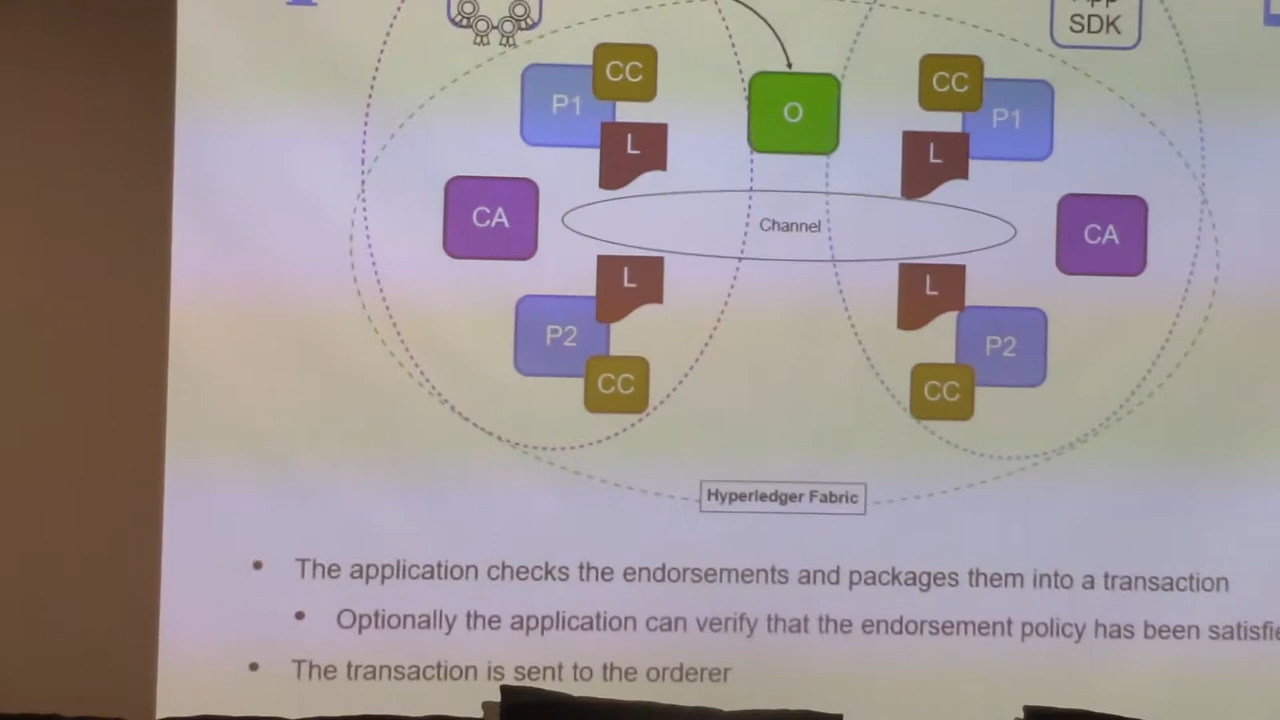 SDK
CC
P1
L
O
CC
P1
L
CA
Channel
CA
L
P2
CC
L
P2
CC
Hyperledger Fabric
• The application checks the endorsements and packages them into a transaction
• Optionally the application can verify that the endorsement policy has been
• The transaction is sent to the orderer